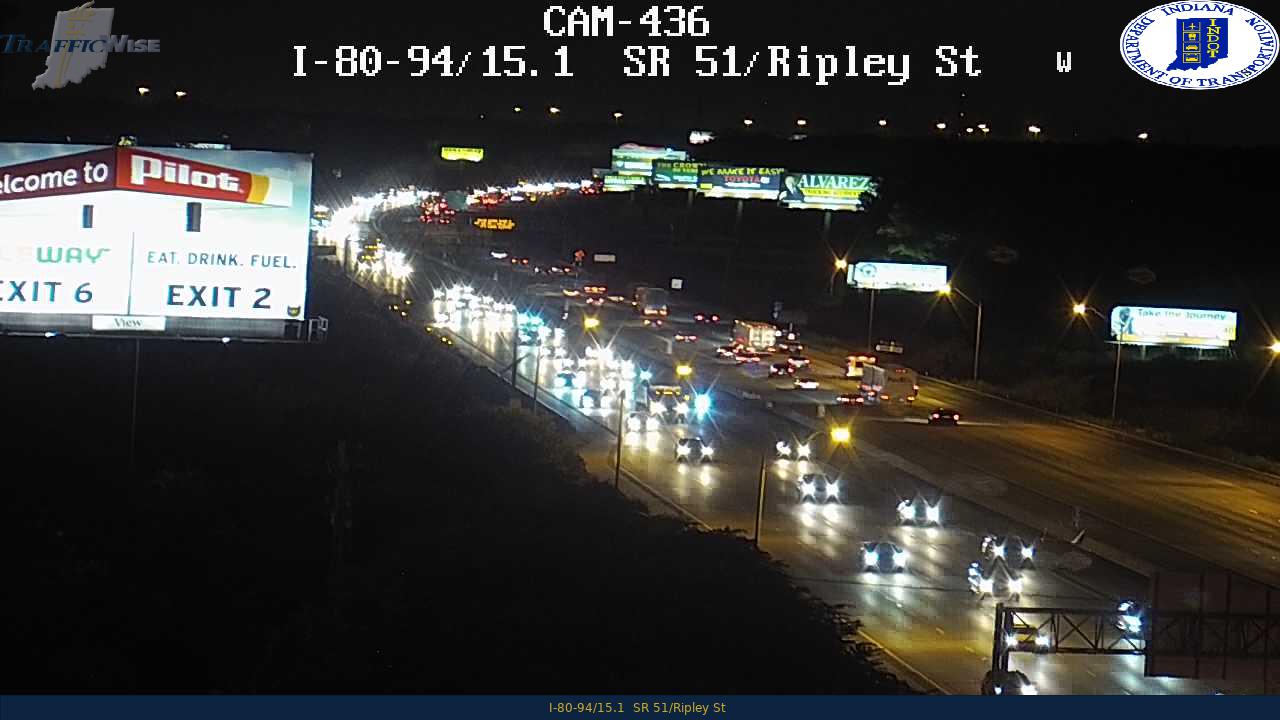 CAM-436
I-80-94/15.1 SR 51/Ripley St W
TRAFFICWISE
INDIANA
DEPARTMENT OF TRANSPORTATION
INDOT
elcome to Pilot
WAY
EAT. DRINK. FUEL.
EXIT 6
EXIT 2
View
WE MAKE IT EASY
TOYOTA
ALVAREZ
Take the Journey
I-80-94/15.1 SR 51/Ripley St